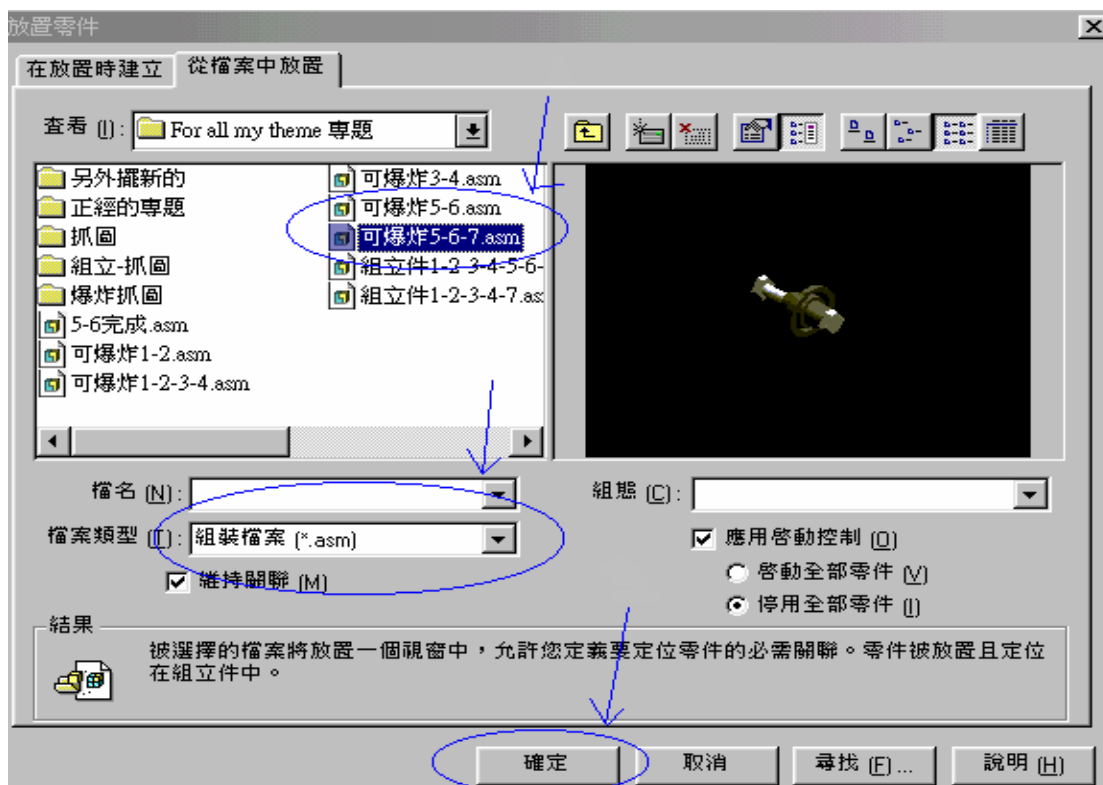 放置零件
在放置時建立 從檔案中放置
查看 (I): For all my theme 專題
另外擺新的
正經的專題
抓圖
組立-抓圖
爆炸抓圖
5-6完成.asm
可爆炸1-2.asm
可爆炸1-2-3-4.asm
可爆炸3-4.asm
可爆炸5-6.asm
可爆炸5-6-7.asm
組立件1-2 3-4-5-6-
組立件1-2-3-4-7.as
檔名 (N):
檔案類型 (T): 組裝檔案 (*.asm)
維持關聯 (M)
組態 (C):
應用啓動控制 (O)
啓動全部零件 (V)
停用全部零件 (I)
結果
被選擇的檔案將放置一個視窗中，允許您定義要定位零件的必需關聯。零件被放置且定位
在組立件中。
確定 取消 尋找 (F) ... 說明 (H)